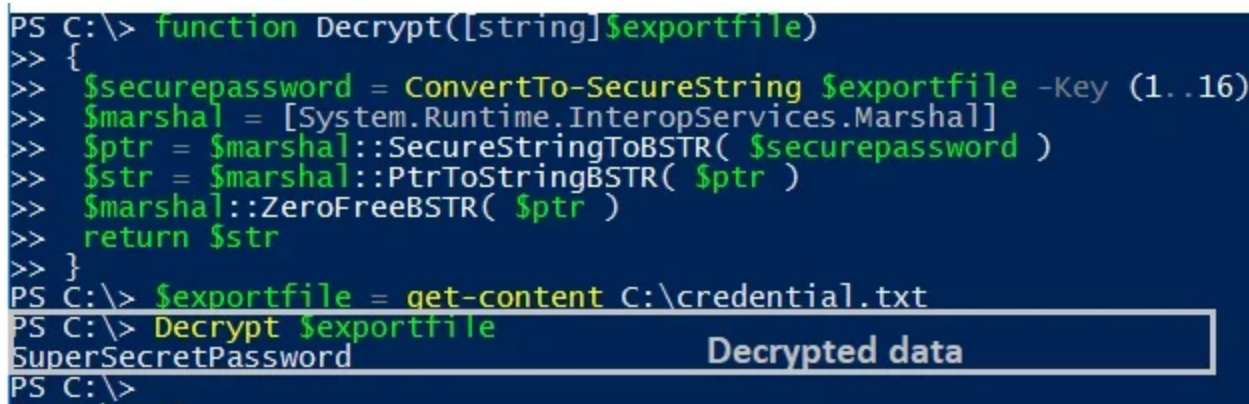 PS C:\> function Decrypt([string]$exportfile)
>> {
>>  $securepassword = ConvertTo-SecureString $exportfile -Key (1..16)
>>  $marshal = [System.Runtime.InteropServices.Marshal]
>>  $ptr = $marshal::SecureStringToBSTR( $securepassword )
>>  $str = $marshal::PtrToStringBSTR( $ptr )
>>  $marshal::ZeroFreeBSTR( $ptr )
>>  return $str
>> }
PS C:\> $exportfile = get-content C:\credential.txt
PS C:\> Decrypt $exportfile
SuperSecretPassword Decrypted data
PS C:\>